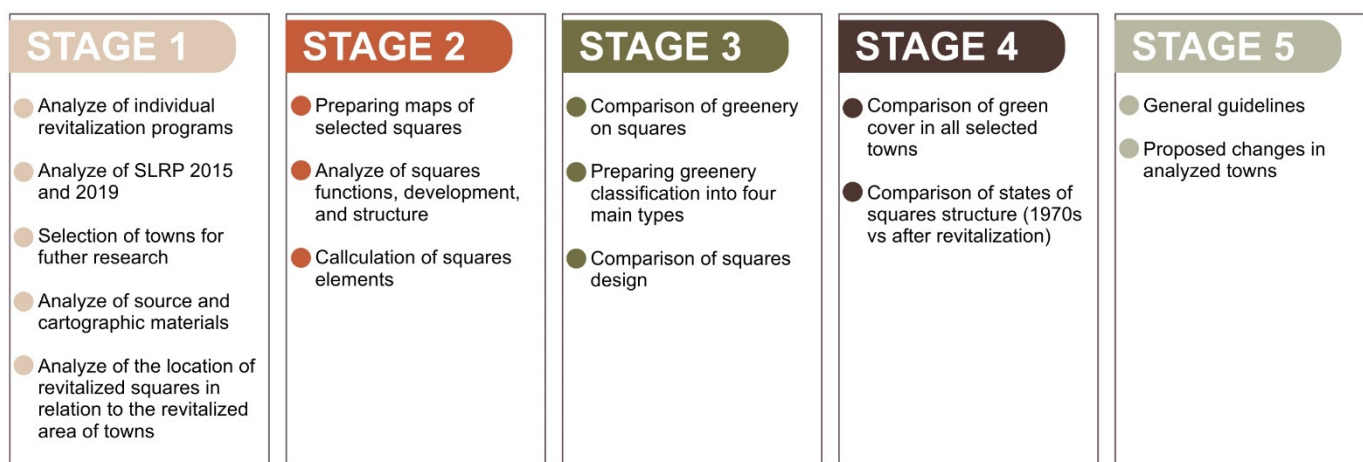 STAGE 1
Analyze of individual
revitalization programs
Analyze of SLRP 2015
and 2019
Selection of towns for
futher research
Analyze of source and
cartographic materials
Analyze of the location of
revitalized squares in
relation to the revitalized
area of towns
STAGE 2
Preparing maps of
selected squares
Analyze of squares
functions, development,
and structure
Callculation of squares
elements
STAGE 3
Comparison of greenery
on squares
Preparing greenery
classification into four
main types
Comparison of squares
design
STAGE 4
Comparison of green
cover in all selected
towns
Comparison of states of
squares structure (1970s
vs after revitalization)
STAGE 5
General guidelines
Proposed changes in
analyzed towns